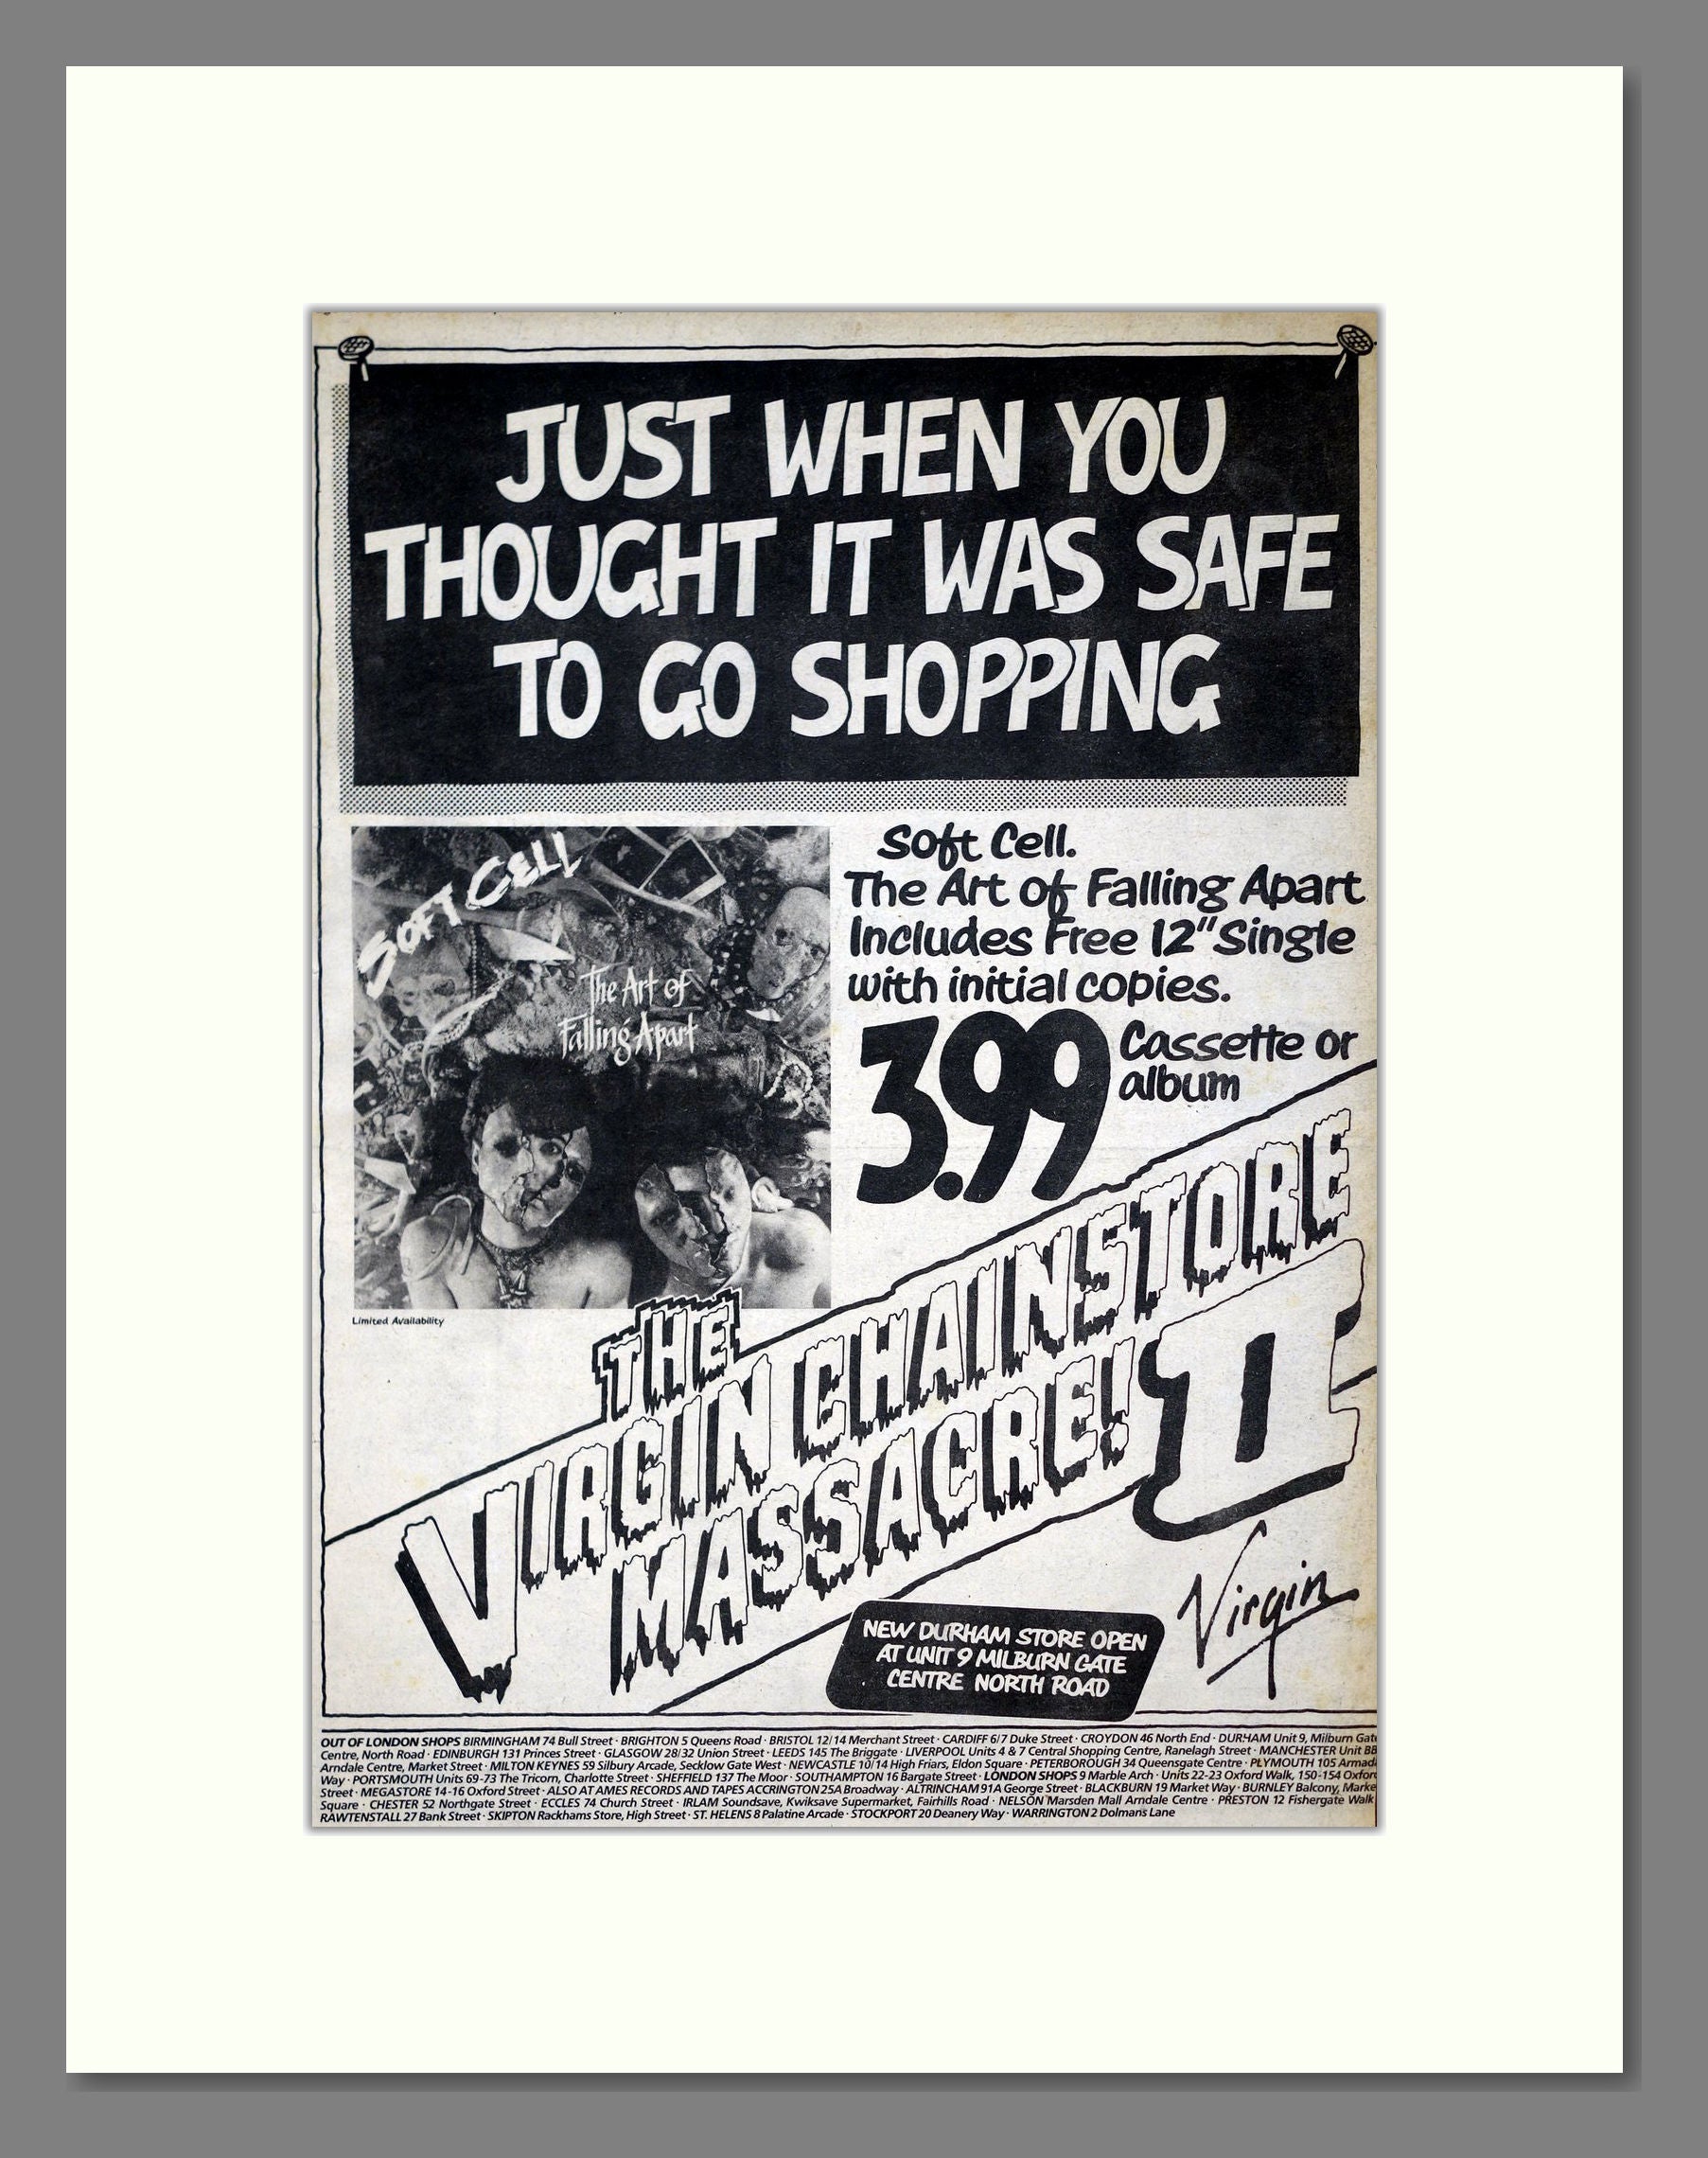 JUST WHEN YOU
THOUGHT IT WAS SAFE
TO GO SHOPPING
SOFT CELL
The Art of
Falling Apart
Limited Availability
Soft Cell.
The Art of Falling Apart
Includes Free 12" Single
with initial copies.
3.99
Cassette or
album
THE
VIRGIN CHAINSTORE
MASSACRE! II
Virgin
NEW DURHAM STORE OPEN
AT UNIT 9 MILBURN GATE
CENTRE NORTH ROAD
OUT OF LONDON SHOPS BIRMINGHAM 74 Bull Street · BRIGHTON 5 Queens Road · BRISTOL 12/14 Merchant Street · CARDIFF 6/7 Duke Street · CROYDON 46 North End · DURHAM Unit 9, Milburn Gate
Centre, North Road · EDINBURGH 131 Princes Street · GLASGOW 28/32 Union Street · LEEDS 145 The Briggate · LIVERPOOL Units 4 & 7 Central Shopping Centre, Ranelagh Street · MANCHESTER Unit BB
Arndale Centre, Market Street · MILTON KEYNES 59 Silbury Arcade, Secklow Gate West · NEWCASTLE 10/14 High Friars, Eldon Square · PETERBOROUGH 34 Queensgate Centre · PLYMOUTH 105 Armada
Way · PORTSMOUTH Units 69-73 The Tricorn, Charlotte Street · SHEFFIELD 137 The Moor · SOUTHAMPTON 16 Bargate Street · LONDON SHOPS 9 Marble Arch · Units 22-23 Oxford Walk, 150-154 Oxford
Street · MEGASTORE 14-16 Oxford Street · ALSO AT AMES RECORDS AND TAPES ACCRINGTON 25A Broadway · ALTRINCHAM 91A George Street · BLACKBURN 19 Market Way · BURNLEY Balcony, Marke
Square · CHESTER 52 Northgate Street · ECCLES 74 Church Street · IRLAM Soundsave, Kwiksave Supermarket, Fairhills Road · NELSON Marsden Mall Arndale Centre · PRESTON 12 Fishergate Walk
RAWTENSTALL 27 Bank Street · SKIPTON Rackhams Store, High Street · ST. HELENS 8 Palatine Arcade · STOCKPORT 20 Deanery Way · WARRINGTON 2 Dolmans Lane